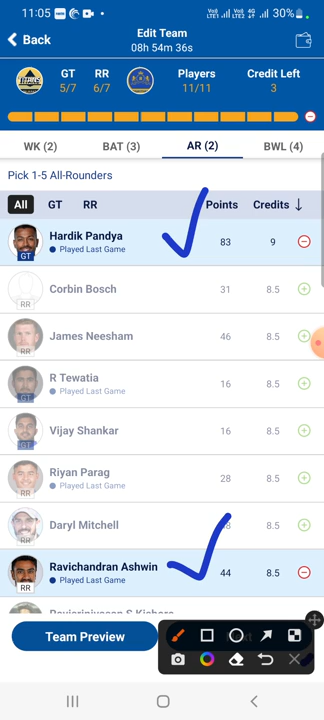 11:05 30%
Back Edit Team
08h 54m 36s
GT RR Players Credit Left
5/7 6/7 11/11 3
WK (2) BAT (3) AR (2) BWL (4)
Pick 1-5 All-Rounders
All GT RR Points Credits ↓
Hardik Pandya 83 9
Played Last Game
GT
Corbin Bosch 31 8.5
RR
James Neesham 46 8.5
RR
R Tewatia 16 8.5
Played Last Game
GT
Vijay Shankar 16 8.5
GT
Riyan Parag 28 8.5
Played Last Game
RR
Daryl Mitchell 8.5
RR
Ravichandran Ashwin 44 8.5
Played Last Game
RR
Team Preview